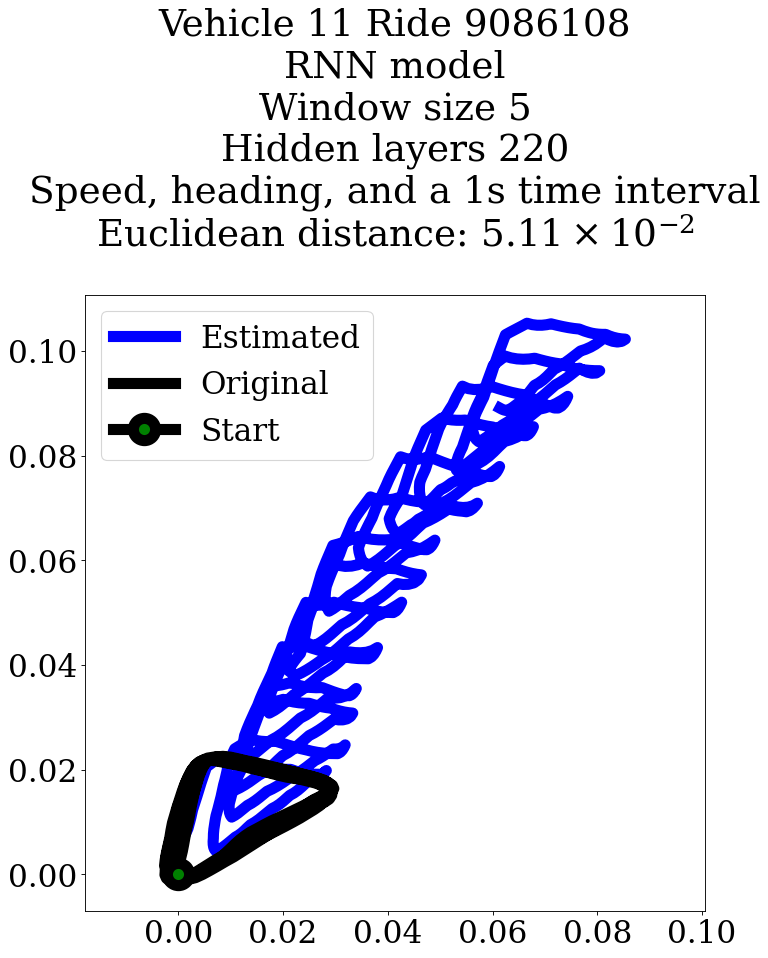 Vehicle 11 Ride 9086108
RNN model
Window size 5
Hidden layers 220
Speed, heading, and a 1s time interval
Euclidean distance: 5.11 × 10⁻²
Estimated
Original
Start
0.10
0.08
0.06
0.04
0.02
0.00
0.00 0.02 0.04 0.06 0.08 0.10